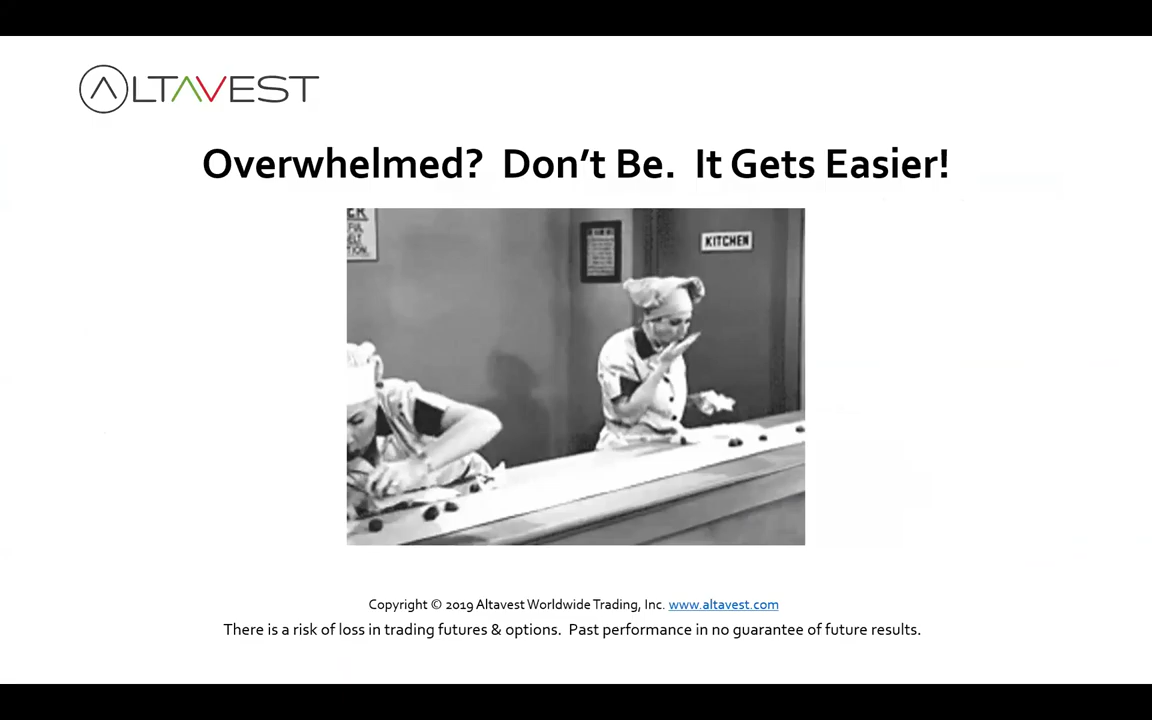 ALTAVEST
Overwhelmed? Don't Be. It Gets Easier!
KITCHEN
Copyright © 2019 Altavest Worldwide Trading, Inc. www.altavest.com
There is a risk of loss in trading futures & options. Past performance in no guarantee of future results.